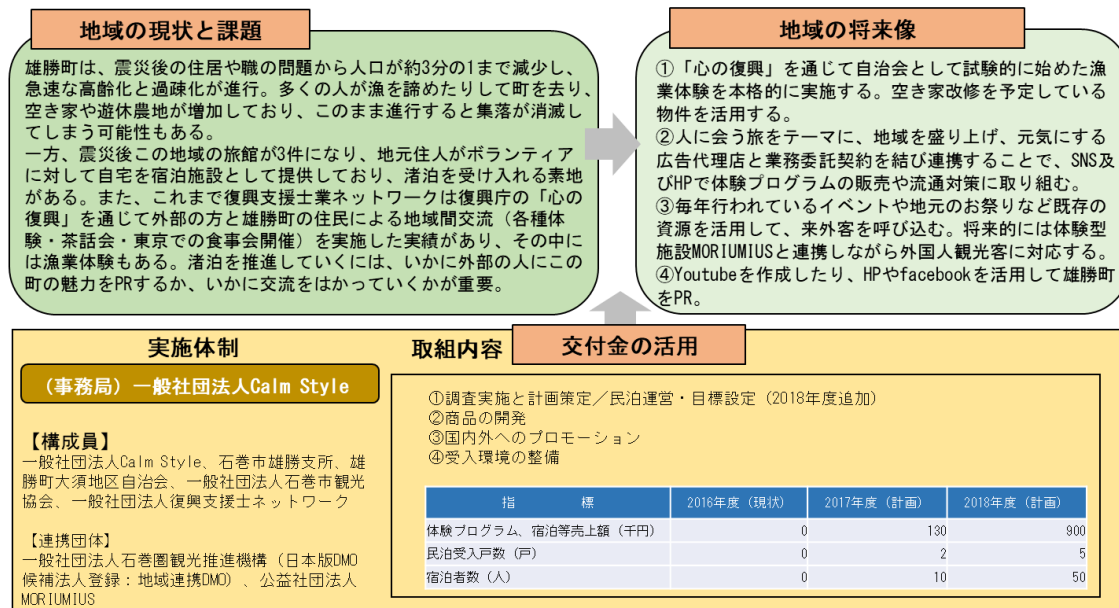 地域の現状と課題
雄勝町は、震災後の住居や職の問題から人口が約3分の1まで減少し、
急速な高齢化と過疎化が進行。多くの人が漁を諦めたりして町を去り、
空き家や遊休農地が増加しており、このまま進行すると集落が消滅し
てしまう可能性もある。
一方、震災後この地域の旅館が3件になり、地元住人がボランティア
に対して自宅を宿泊施設として提供しており、渚泊を受け入れる素地
がある。また、これまで復興支援士業ネットワークは復興庁の「心の
復興」を通じて外部の方と雄勝町の住民による地域間交流（各種体
験・茶話会・東京での食事会開催）を実施した実績があり、その中に
は漁業体験もある。渚泊を推進していくには、いかに外部の人にこの
町の魅力をPRするか、いかに交流をはかっていくかが重要。
地域の将来像
①「心の復興」を通じて自治会として試験的に始めた漁
業体験を本格的に実施する。空き家改修を予定している
物件を活用する。
②人に会う旅をテーマに、地域を盛り上げ、元気にする
広告代理店と業務委託契約を結び連携することで、SNS及
びHPで体験プログラムの販売や流通対策に取り組む。
③毎年行われているイベントや地元のお祭りなど既存の
資源を活用して、来外客を呼び込む。将来的には体験型
施設MORIUMIUSと連携しながら外国人観光客に対応する。
④Youtubeを作成したり、HPやfacebookを活用して雄勝町
をPR。
実施体制
（事務局）一般社団法人Calm Style
【構成員】
一般社団法人Calm Style、石巻市雄勝支所、雄
勝町大須地区自治会、一般社団法人石巻市観光
協会、一般社団法人復興支援士ネットワーク
【連携団体】
一般社団法人石巻圏観光推進機構（日本版DMO
候補法人登録：地域連携DMO）、公益社団法人
MORIUMIUS
取組内容
交付金の活用
①調査実施と計画策定／民泊運営・目標設定（2018年度追加）
②商品の開発
③国内外へのプロモーション
④受入環境の整備
指　標 2016年度（現状） 2017年度（計画） 2018年度（計画）
体験プログラム、宿泊等売上額（千円） 0 130 900
民泊受入戸数（戸） 0 2 5
宿泊者数（人） 0 10 50